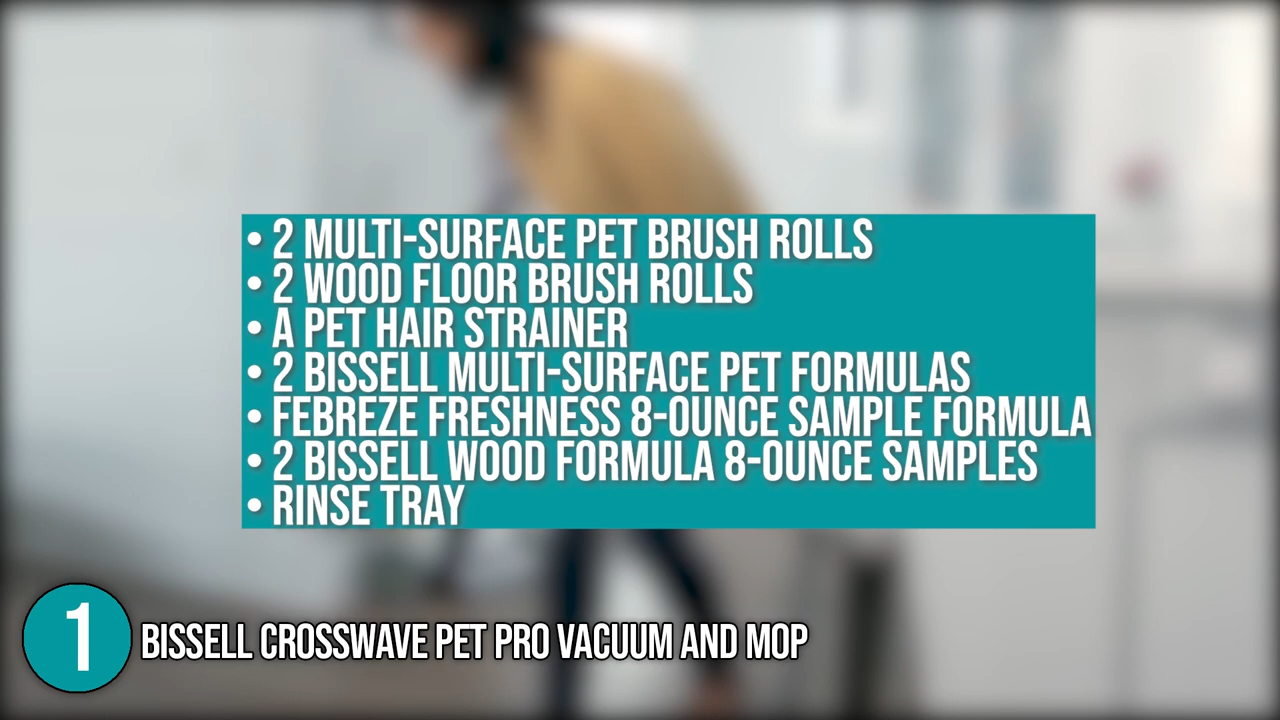 • 2 MULTI-SURFACE PET BRUSH ROLLS
• 2 WOOD FLOOR BRUSH ROLLS
• A PET HAIR STRAINER
• 2 BISSELL MULTI-SURFACE PET FORMULAS
• FEBREZE FRESHNESS 8-OUNCE SAMPLE FORMULA
• 2 BISSELL WOOD FORMULA 8-OUNCE SAMPLES
• RINSE TRAY
1 BISSELL CROSSWAVE PET PRO VACUUM AND MOP